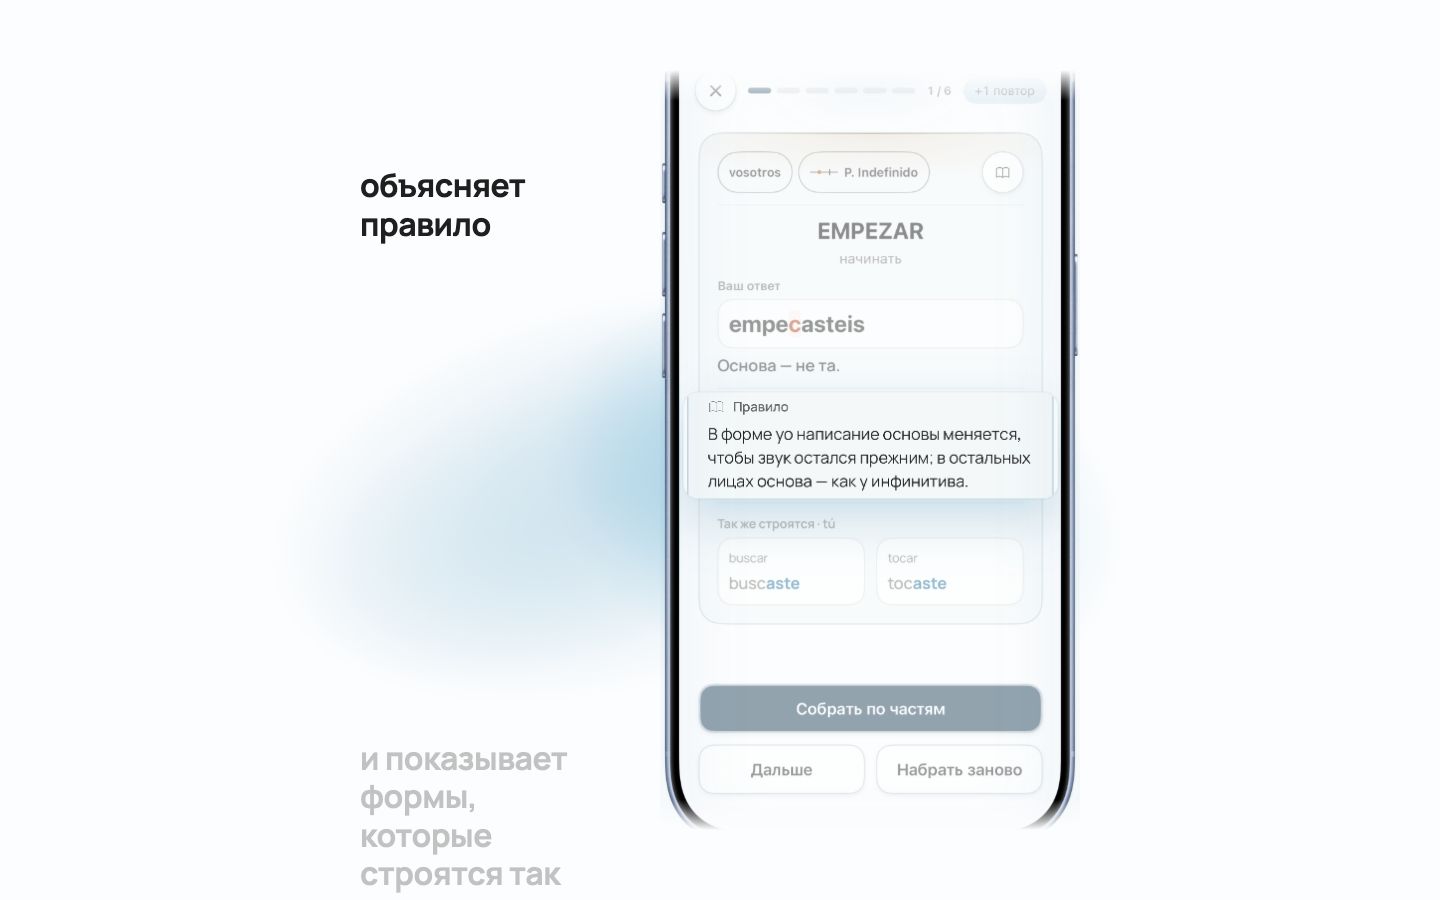 объясняет
правило
и показывает
формы,
которые
строятся так
1 / 6
+1 повтор
vosotros
P. Indefinido
EMPEZAR
начинать
Ваш ответ
empecasteis
Основа — не та.
Правило
В форме yo написание основы меняется,
чтобы звук остался прежним; в остальных
лицах основа — как у инфинитива.
Так же строятся · tú
buscar
buscaste
tocar
tocaste
Собрать по частям
Дальше
Набрать заново